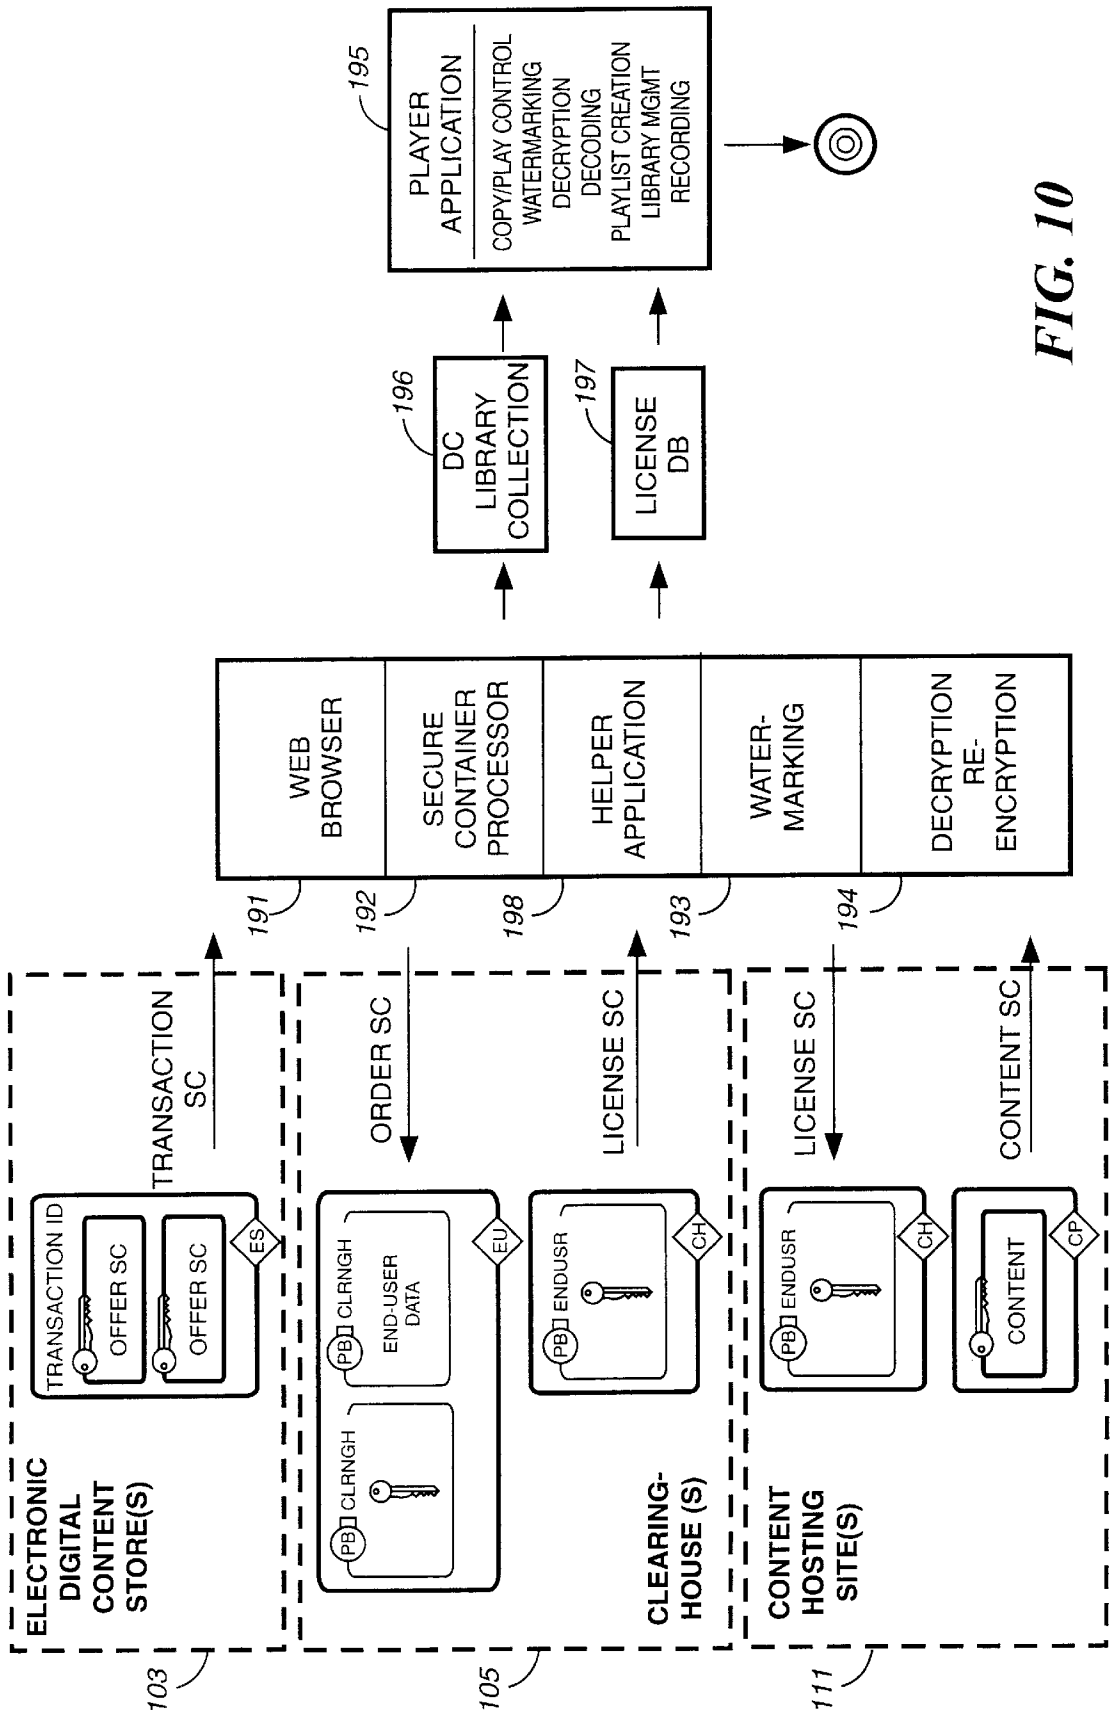 ELECTRONIC
DIGITAL
CONTENT
STORE(S)
103
TRANSACTION ID
OFFER SC
OFFER SC
ES
TRANSACTION
SC
105
PB CLRNGH
PB CLRNGH
END-USER
DATA
EU
ORDER SC
CLEARING-
HOUSE (S)
PB ENDUSR
CH
LICENSE SC
111
CONTENT
HOSTING
SITE(S)
PB ENDUSR
CH
LICENSE SC
CONTENT
CP
CONTENT SC
191
WEB
BROWSER
192
SECURE
CONTAINER
PROCESSOR
198
HELPER
APPLICATION
193
WATER-
MARKING
194
DECRYPTION
RE-
ENCRYPTION
196
DC
LIBRARY
COLLECTION
197
LICENSE
DB
195
PLAYER
APPLICATION
COPY/PLAY CONTROL
WATERMARKING
DECRYPTION
DECODING
PLAYLIST CREATION
LIBRARY MGMT
RECORDING
FIG. 10